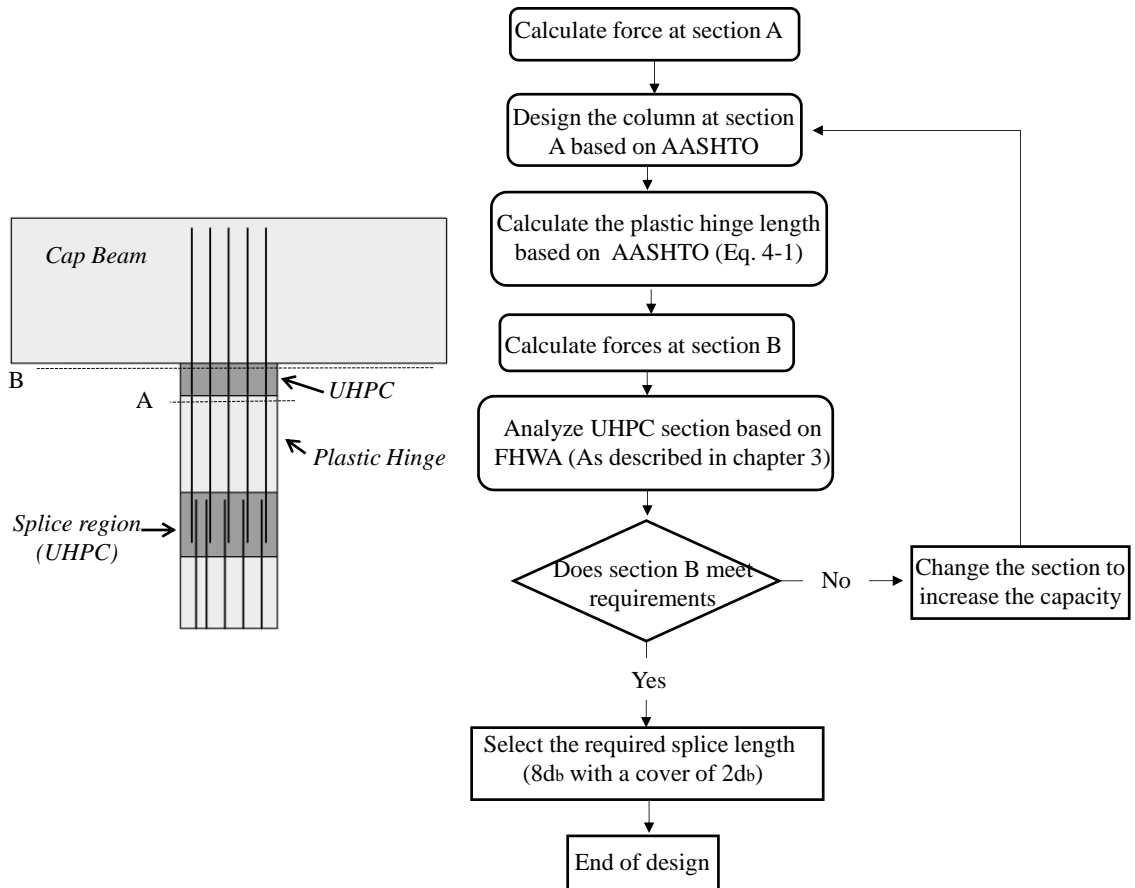 Calculate force at section A
Design the column at section
A based on AASHTO
Calculate the plastic hinge length
based on AASHTO (Eq. 4-1)
Calculate forces at section B
Analyze UHPC section based on
FHWA (As described in chapter 3)
Does section B meet
requirements
No
Change the section to
increase the capacity
Yes
Select the required splice length
(8db with a cover of 2db)
End of design
Cap Beam
B
UHPC
A
Plastic Hinge
Splice region
(UHPC)